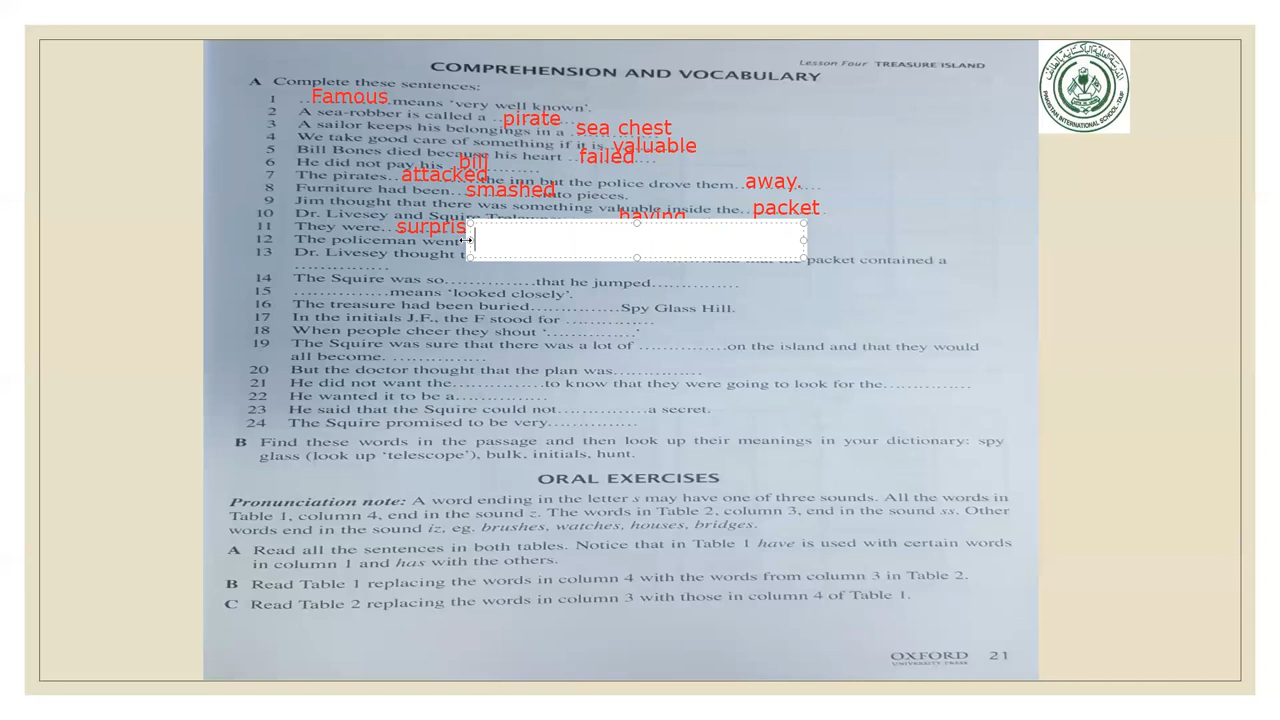 Lesson Four TREASURE ISLAND
COMPREHENSION AND VOCABULARY
A Complete these sentences:
1 Famous means ‘very well known’.
2 A sea-robber is called a pirate
3 A sailor keeps his belongings in a sea chest
4 We take good care of something if it is valuable
5 Bill Bones died because his heart failed
6 He did not pay his bill
7 The pirates attacked the inn but the police drove them away.
8 Furniture had been smashed into pieces.
9 Jim thought that there was something valuable inside the packet
10 Dr. Livesey and Squire having
11 They were surpris
12 The policeman went
13 Dr. Livesey thought that the packet contained a
14 The Squire was so...............that he jumped...............
15 ...............means ‘looked closely’.
16 The treasure had been buried...............Spy Glass Hill.
17 In the initials J.F., the F stood for ...............
18 When people cheer they shout ‘...............’
19 The Squire was sure that there was a lot of ...............on the island and that they would
all become. ...............
20 But the doctor thought that the plan was...............
21 He did not want the...............to know that they were going to look for the...............
22 He wanted it to be a...............
23 He said that the Squire could not...............a secret.
24 The Squire promised to be very...............
B Find these words in the passage and then look up their meanings in your dictionary: spy
glass (look up ‘telescope’), bulk, initials, hunt.
ORAL EXERCISES
Pronunciation note: A word ending in the letter s may have one of three sounds. All the words in
Table 1, column 4, end in the sound z. The words in Table 2, column 3, end in the sound ss. Other
words end in the sound iz, eg. brushes, watches, houses, bridges.
A Read all the sentences in both tables. Notice that in Table 1 have is used with certain words
in column 1 and has with the others.
B Read Table 1 replacing the words in column 4 with the words from column 3 in Table 2.
C Read Table 2 replacing the words in column 3 with those in column 4 of Table 1.
OXFORD
UNIVERSITY PRESS
21